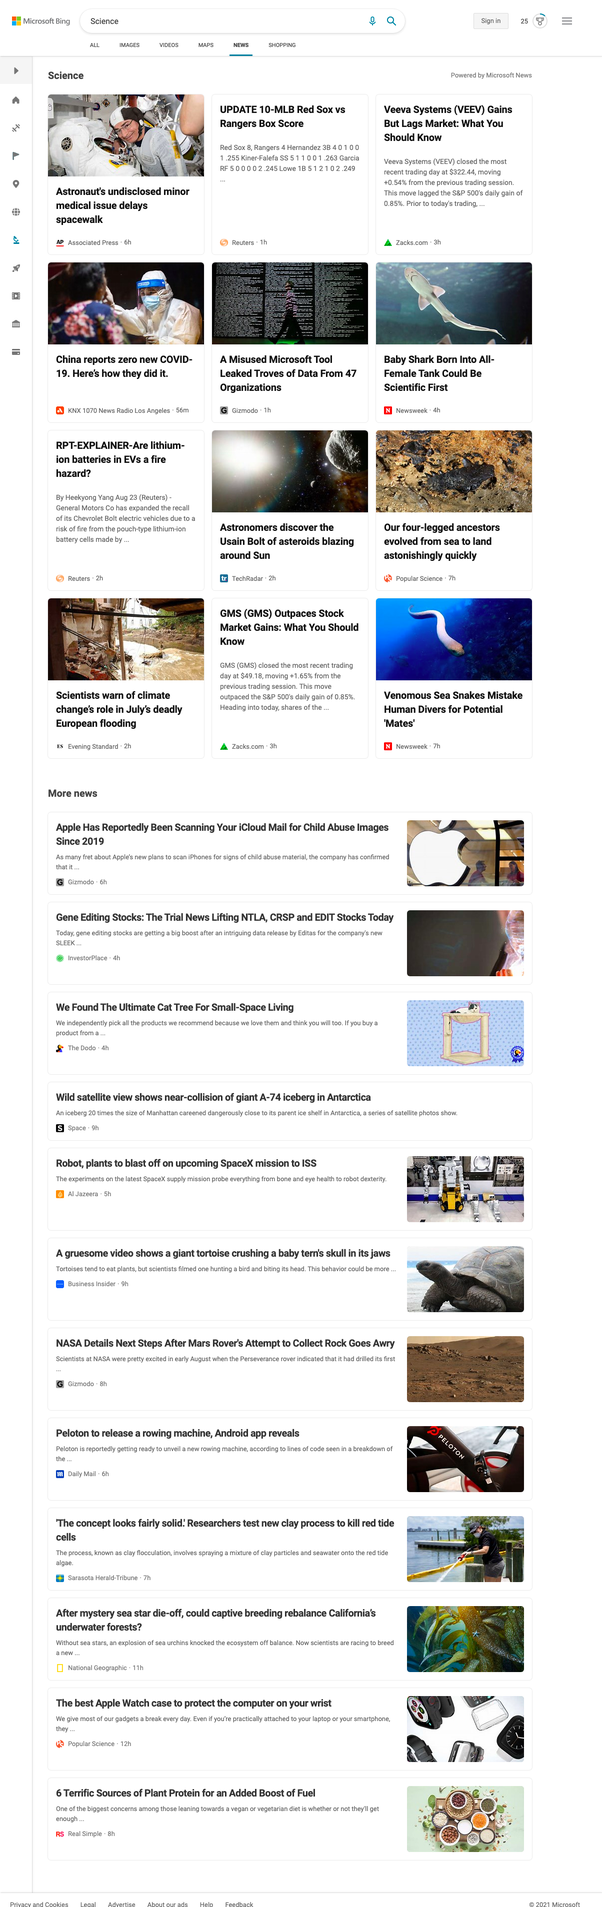 Microsoft Bing
Science
Sign in
25
ALL
IMAGES
VIDEOS
MAPS
NEWS
SHOPPING
Science
Powered by Microsoft News
Astronaut's undisclosed minor
medical issue delays
spacewalk
AP Associated Press · 6h
UPDATE 10-MLB Red Sox vs
Rangers Box Score
Red Sox 8, Rangers 4 Hernandez 3B 4 0 1 0 0
1 .255 Kiner-Falefa SS 5 1 1 0 0 1 .263 Garcia
RF 5 0 0 0 0 2 .245 Lowe 1B 5 1 2 1 0 2 .249
...
Reuters · 1h
Veeva Systems (VEEV) Gains
But Lags Market: What You
Should Know
Veeva Systems (VEEV) closed the most
recent trading day at $322.44, moving
+0.54% from the previous trading session.
This move lagged the S&P 500's daily gain of
0.85%. Prior to today's trading, ...
Zacks.com · 3h
China reports zero new COVID-
19. Here's how they did it.
KNX 1070 News Radio Los Angeles · 56m
A Misused Microsoft Tool
Leaked Troves of Data From 47
Organizations
G Gizmodo · 1h
Baby Shark Born Into All-
Female Tank Could Be
Scientific First
N Newsweek · 4h
RPT-EXPLAINER-Are lithium-
ion batteries in EVs a fire
hazard?
By Heekyong Yang Aug 23 (Reuters) -
General Motors Co has expanded the recall
of its Chevrolet Bolt electric vehicles due to a
risk of fire from the pouch-type lithium-ion
battery cells made by ...
Reuters · 2h
Astronomers discover the
Usain Bolt of asteroids blazing
around Sun
TechRadar · 2h
Our four-legged ancestors
evolved from sea to land
astonishingly quickly
Popular Science · 7h
Scientists warn of climate
change's role in July's deadly
European flooding
ES Evening Standard · 2h
GMS (GMS) Outpaces Stock
Market Gains: What You Should
Know
GMS (GMS) closed the most recent trading
day at $49.18, moving +1.65% from the
previous trading session. This move
outpaced the S&P 500's daily gain of 0.85%.
Heading into today, shares of the ...
Zacks.com · 3h
Venomous Sea Snakes Mistake
Human Divers for Potential
'Mates'
N Newsweek · 7h
More news
Apple Has Reportedly Been Scanning Your iCloud Mail for Child Abuse Images
Since 2019
As many fret about Apple's new plans to scan iPhones for signs of child abuse material, the company has confirmed
that it ...
G Gizmodo · 6h
Gene Editing Stocks: The Trial News Lifting NTLA, CRSP and EDIT Stocks Today
Today, gene editing stocks are getting a big boost after an intriguing data release by Editas for the company's new
SLEEK ...
InvestorPlace · 4h
We Found The Ultimate Cat Tree For Small-Space Living
We independently pick all the products we recommend because we love them and think you will too. If you buy a
product from a ...
The Dodo · 4h
Wild satellite view shows near-collision of giant A-74 iceberg in Antarctica
An iceberg 20 times the size of Manhattan careened dangerously close to its parent ice shelf in Antarctica, a series of satellite photos show.
S Space · 9h
Robot, plants to blast off on upcoming SpaceX mission to ISS
The experiments on the latest SpaceX supply mission probe everything from bone and eye health to robot dexterity.
Al Jazeera · 5h
A gruesome video shows a giant tortoise crushing a baby tern's skull in its jaws
Tortoises tend to eat plants, but scientists filmed one hunting a bird and biting its head. This behavior could be more ...
Business Insider · 9h
NASA Details Next Steps After Mars Rover's Attempt to Collect Rock Goes Awry
Scientists at NASA were pretty excited in early August when the Perseverance rover indicated that it had drilled its first
...
G Gizmodo · 8h
Peloton to release a rowing machine, Android app reveals
Peloton is reportedly getting ready to unveil a new rowing machine, according to lines of code seen in a breakdown of
the ...
Daily Mail · 6h
PELOTON
'The concept looks fairly solid.' Researchers test new clay process to kill red tide
cells
The process, known as clay flocculation, involves spraying a mixture of clay particles and seawater onto the red tide
algae.
Sarasota Herald-Tribune · 7h
After mystery sea star die-off, could captive breeding rebalance California's
underwater forests?
Without sea stars, an explosion of sea urchins knocked the ecosystem off balance. Now scientists are racing to breed
a new ...
National Geographic · 11h
The best Apple Watch case to protect the computer on your wrist
We give most of our gadgets a break every day. Even if you're practically attached to your laptop or your smartphone,
they ...
Popular Science · 12h
6 Terrific Sources of Plant Protein for an Added Boost of Fuel
One of the biggest concerns among those leaning towards a vegan or vegetarian diet is whether or not they'll get
enough ...
RS Real Simple · 8h
Privacy and Cookies
Legal
Advertise
About our ads
Help
Feedback
© 2021 Microsoft